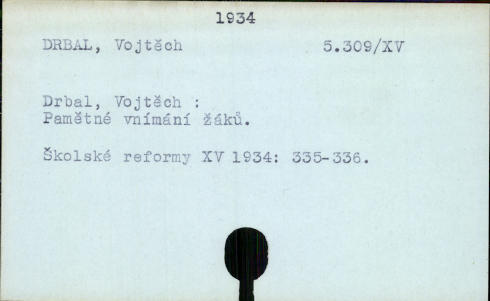 1934
DRBAL, Vojtěch 5.309/XV
Drbal, Vojtěch :
Pamětné vnímání žáků.
Školské reformy XV 1934: 335-336.